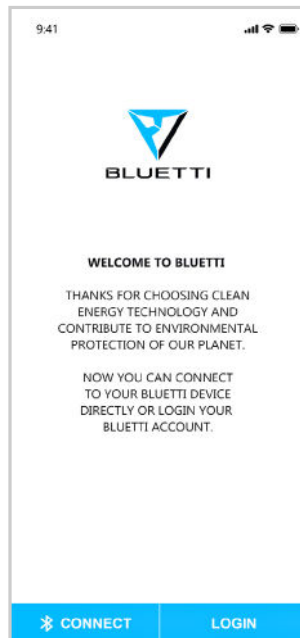 9:41
BLUETTI
WELCOME TO BLUETTI
THANKS FOR CHOOSING CLEAN
ENERGY TECHNOLOGY AND
CONTRIBUTE TO ENVIRONMENTAL
PROTECTION OF OUR PLANET.
NOW YOU CAN CONNECT
TO YOUR BLUETTI DEVICE
DIRECTLY OR LOGIN YOUR
BLUETTI ACCOUNT.
CONNECT LOGIN